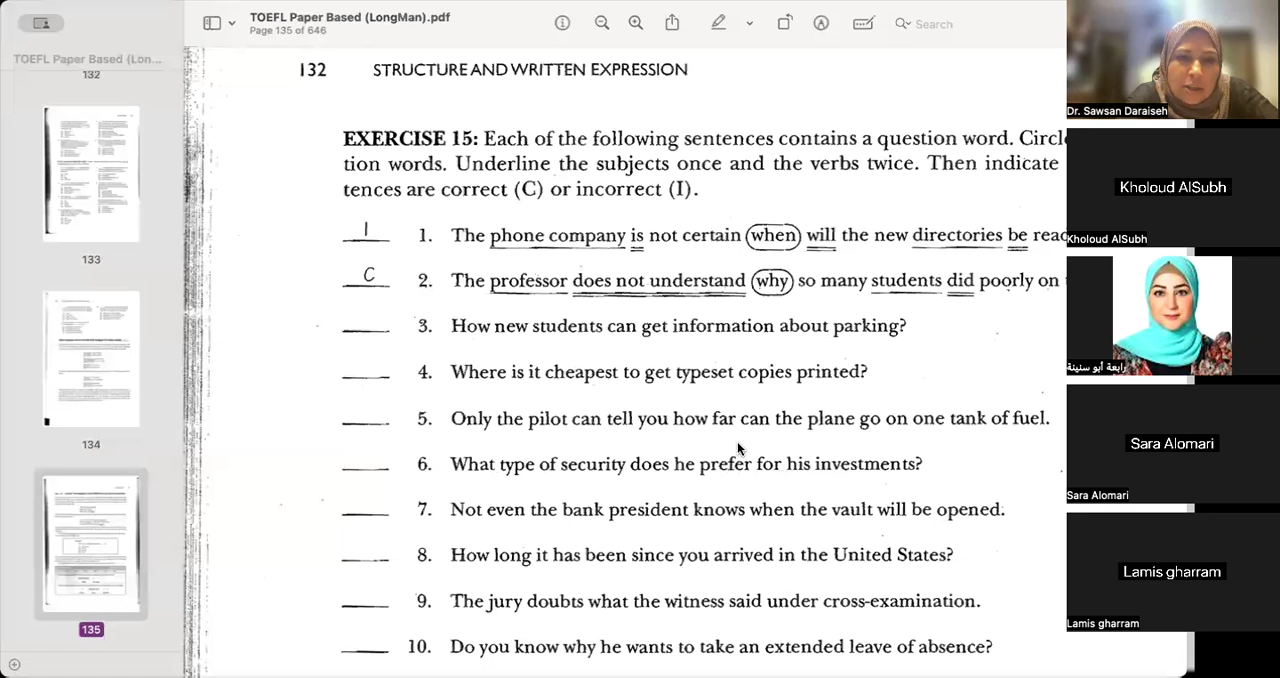 TOEFL Paper Based (LongMan).pdf
Page 135 of 646
Search
TOEFL Paper Based (Lon...
132
133
134
135
132 STRUCTURE AND WRITTEN EXPRESSION
EXERCISE 15: Each of the following sentences contains a question word. Circl
tion words. Underline the subjects once and the verbs twice. Then indicate
tences are correct (C) or incorrect (I).
I 1. The phone company is not certain when will the new directories be read
C 2. The professor does not understand why so many students did poorly on
3. How new students can get information about parking?
4. Where is it cheapest to get typeset copies printed?
5. Only the pilot can tell you how far can the plane go on one tank of fuel.
6. What type of security does he prefer for his investments?
7. Not even the bank president knows when the vault will be opened.
8. How long it has been since you arrived in the United States?
9. The jury doubts what the witness said under cross-examination.
10. Do you know why he wants to take an extended leave of absence?
Dr. Sawsan Daraiseh
Kholoud AlSubh
Kholoud AlSubh
رابعة أبو سنينة
Sara Alomari
Sara Alomari
Lamis gharram
Lamis gharram